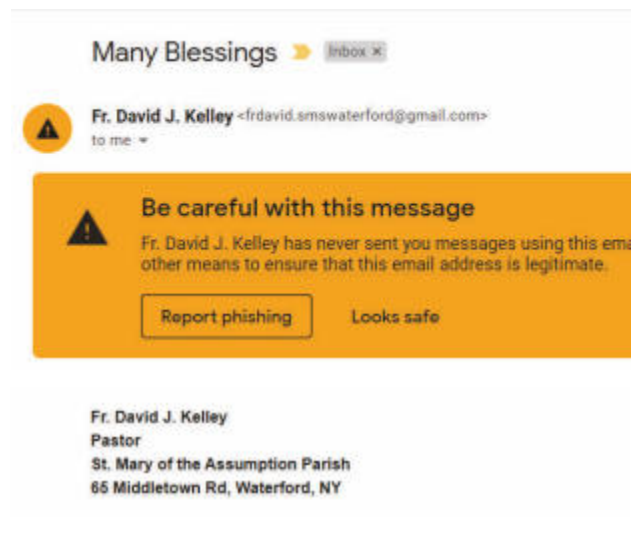 Many Blessings Inbox ×
Fr. David J. Kelley <frdavid.smswaterford@gmail.com>
to me
Be careful with this message
Fr. David J. Kelley has never sent you messages using this ema
other means to ensure that this email address is legitimate.
Report phishing Looks safe
Fr. David J. Kelley
Pastor
St. Mary of the Assumption Parish
65 Middletown Rd, Waterford, NY